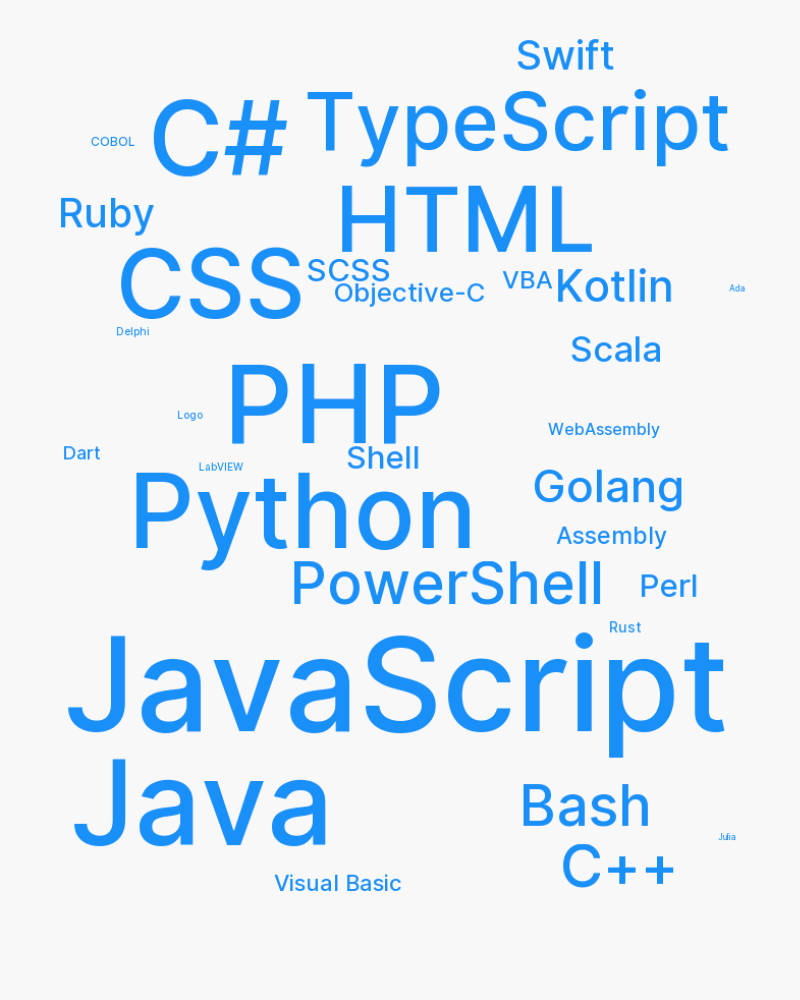 Swift
TypeScript
C#
COBOL
Ruby
HTML
CSS
SCSS
Objective-C
VBA
Kotlin
Ada
Delphi
Scala
PHP
Logo
WebAssembly
Dart
Shell
LabVIEW
Golang
Python
Assembly
PowerShell
Perl
Rust
JavaScript
Java
Bash
Julia
C++
Visual Basic